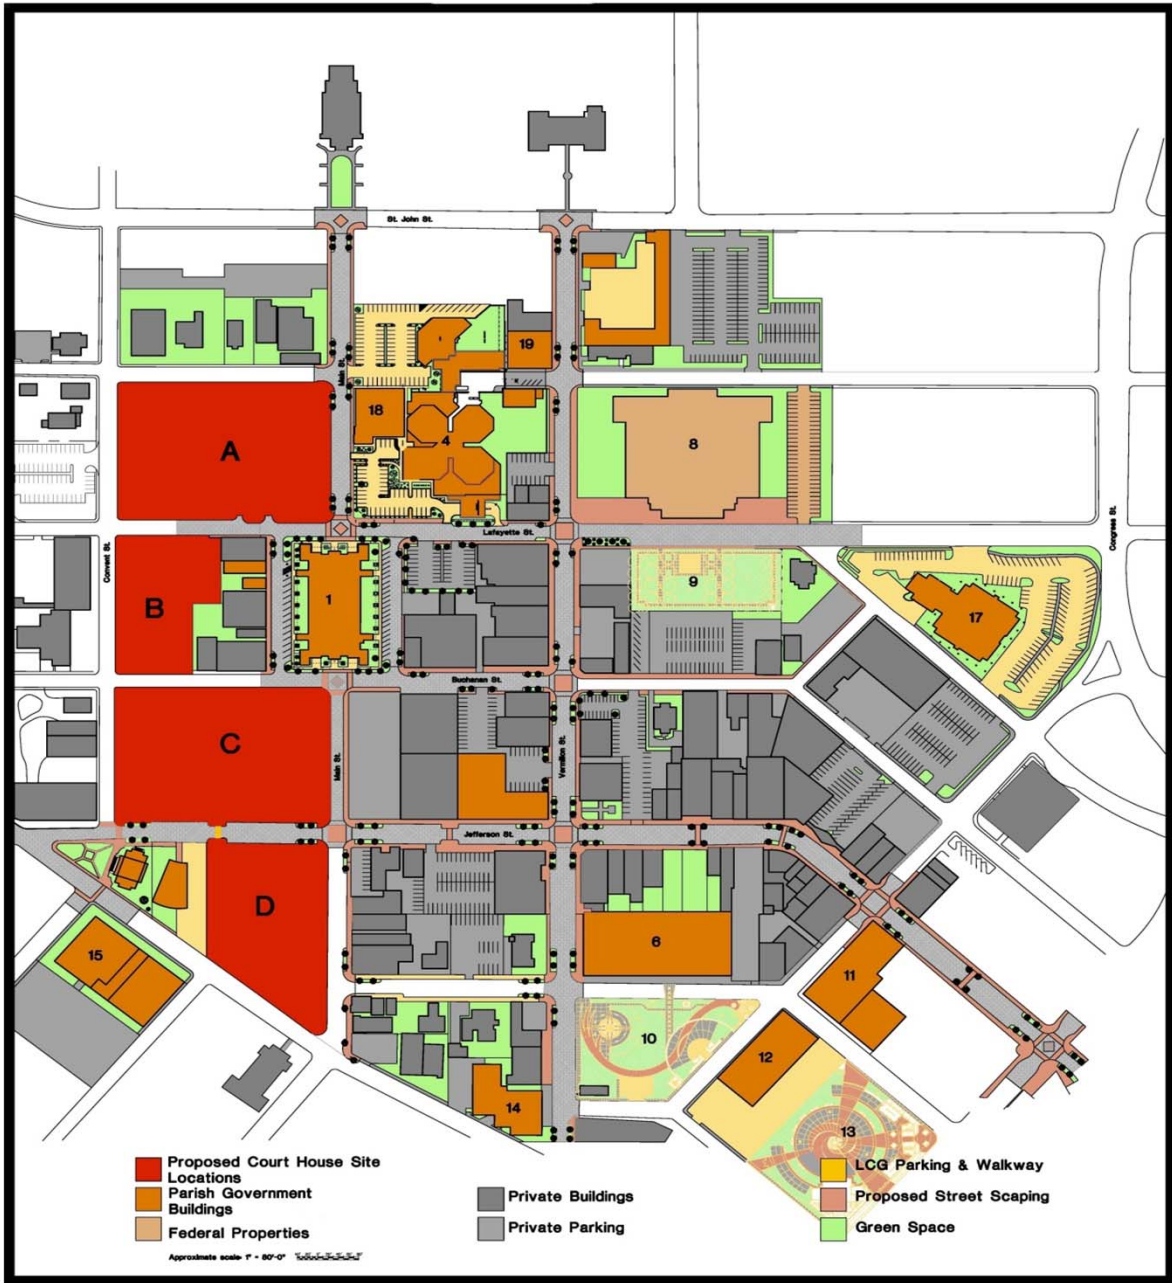 St. John St.
19
Main St.
18
4
8
A
Lafayette St.
Congress St.
Convent St.
B
1
9
17
Buchanan St.
C
Main St.
Vermilion St.
Jefferson St.
D
6
15
11
10
12
14
13
Proposed Court House Site
Locations
Parish Government
Buildings
Federal Properties
Approximate scale: 1" = 80'-0"
Private Buildings
Private Parking
LCG Parking & Walkway
Proposed Street Scaping
Green Space